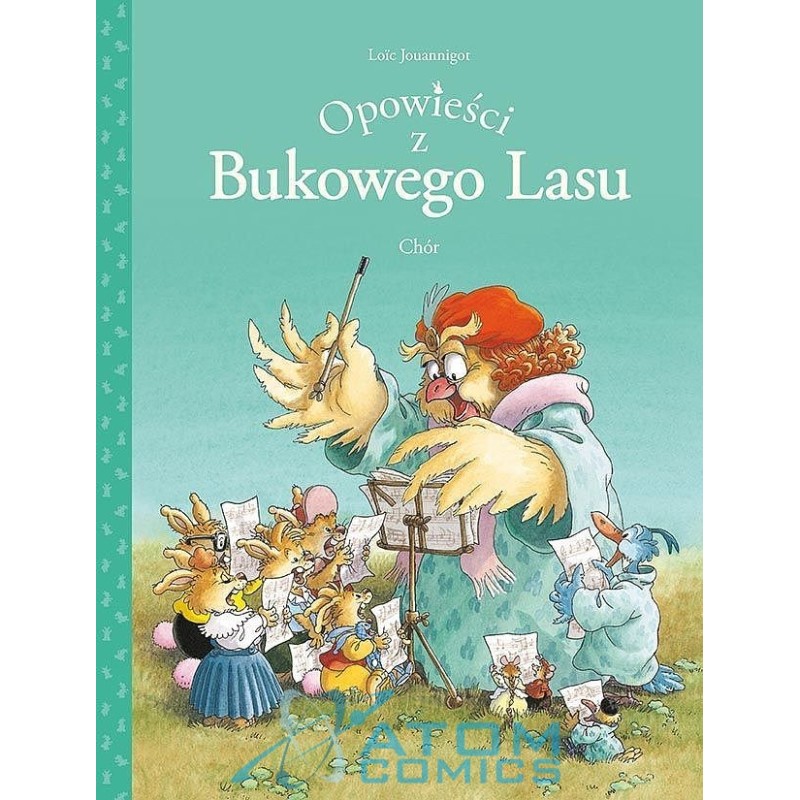 Loïc Jouannigot
Opowieści
z
Bukowego Lasu
Chór
ATOM
COMICS